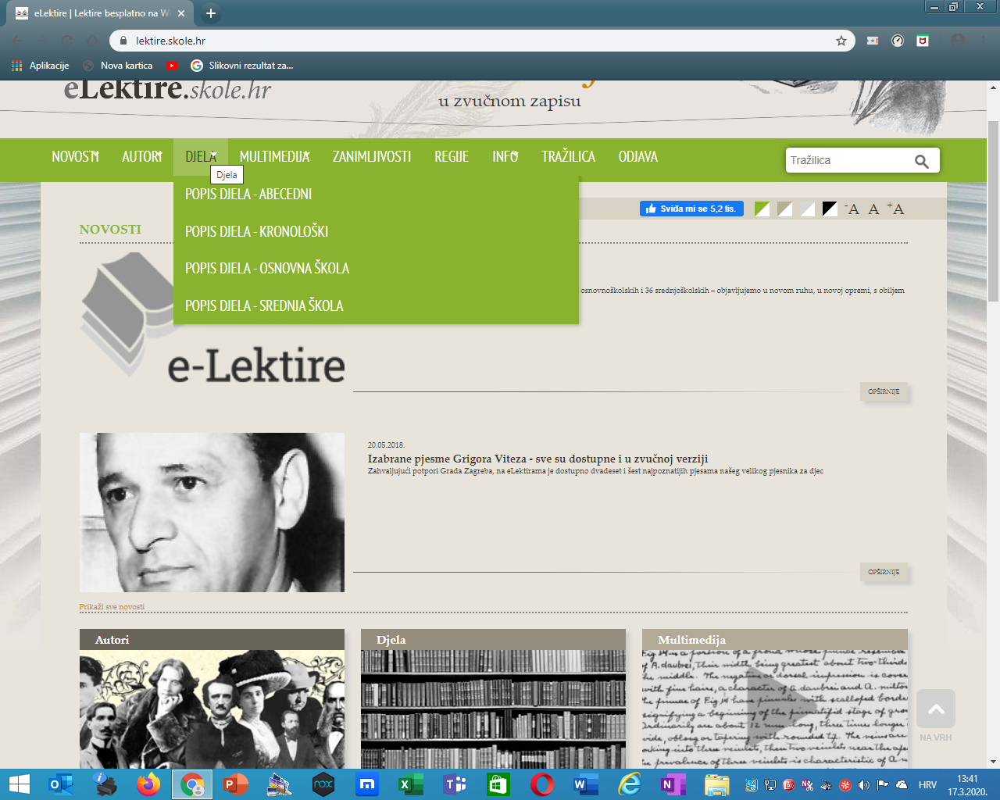 eLektire | Lektire besplatno na W
lektire.skole.hr
Aplikacije
Nova kartica
Slikovni rezultat za...
eLektire.skole.hr
u zvučnom zapisu
NOVOSTI
AUTORI
DJELA
MULTIMEDIJA
ZANIMLJIVOSTI
REGIJE
INFO
TRAŽILICA
ODJAVA
Tražilica
Djela
POPIS DJELA - ABECEDNI
POPIS DJELA - KRONOLOŠKI
POPIS DJELA - OSNOVNA ŠKOLA
POPIS DJELA - SREDNJA ŠKOLA
Sviđa mi se 5,2 tis.
-A A +A
NOVOSTI
osnovnoškolskih i 36 srednjoškolskih – objavljujemo u novom ruhu, u novoj opremi, s obiljem
e-Lektire
OPŠIRNIJE
20.05.2018.
Izabrane pjesme Grigora Viteza - sve su dostupne i u zvučnoj verziji
Zahvaljujući potpori Grada Zagreba, na eLektirama je dostupno dvadeset i šest najpoznatijih pjesama našeg velikog pjesnika za djec
OPŠIRNIJE
Prikaži sve novosti
Autori
Djela
Multimedija
NA VRH
HRV
13:41
17.3.2020.